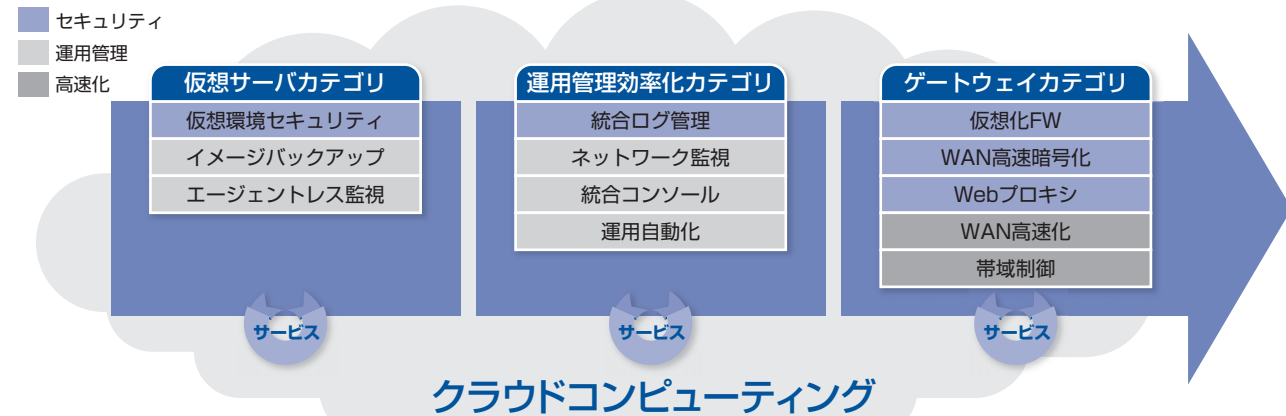 セキュリティ
運用管理
高速化
仮想サーバカテゴリ
仮想環境セキュリティ
イメージバックアップ
エージェントレス監視
サービス
運用管理効率化カテゴリ
統合ログ管理
ネットワーク監視
統合コンソール
運用自動化
サービス
ゲートウェイカテゴリ
仮想化FW
WAN高速暗号化
Webプロキシ
WAN高速化
帯域制御
サービス
クラウドコンピューティング